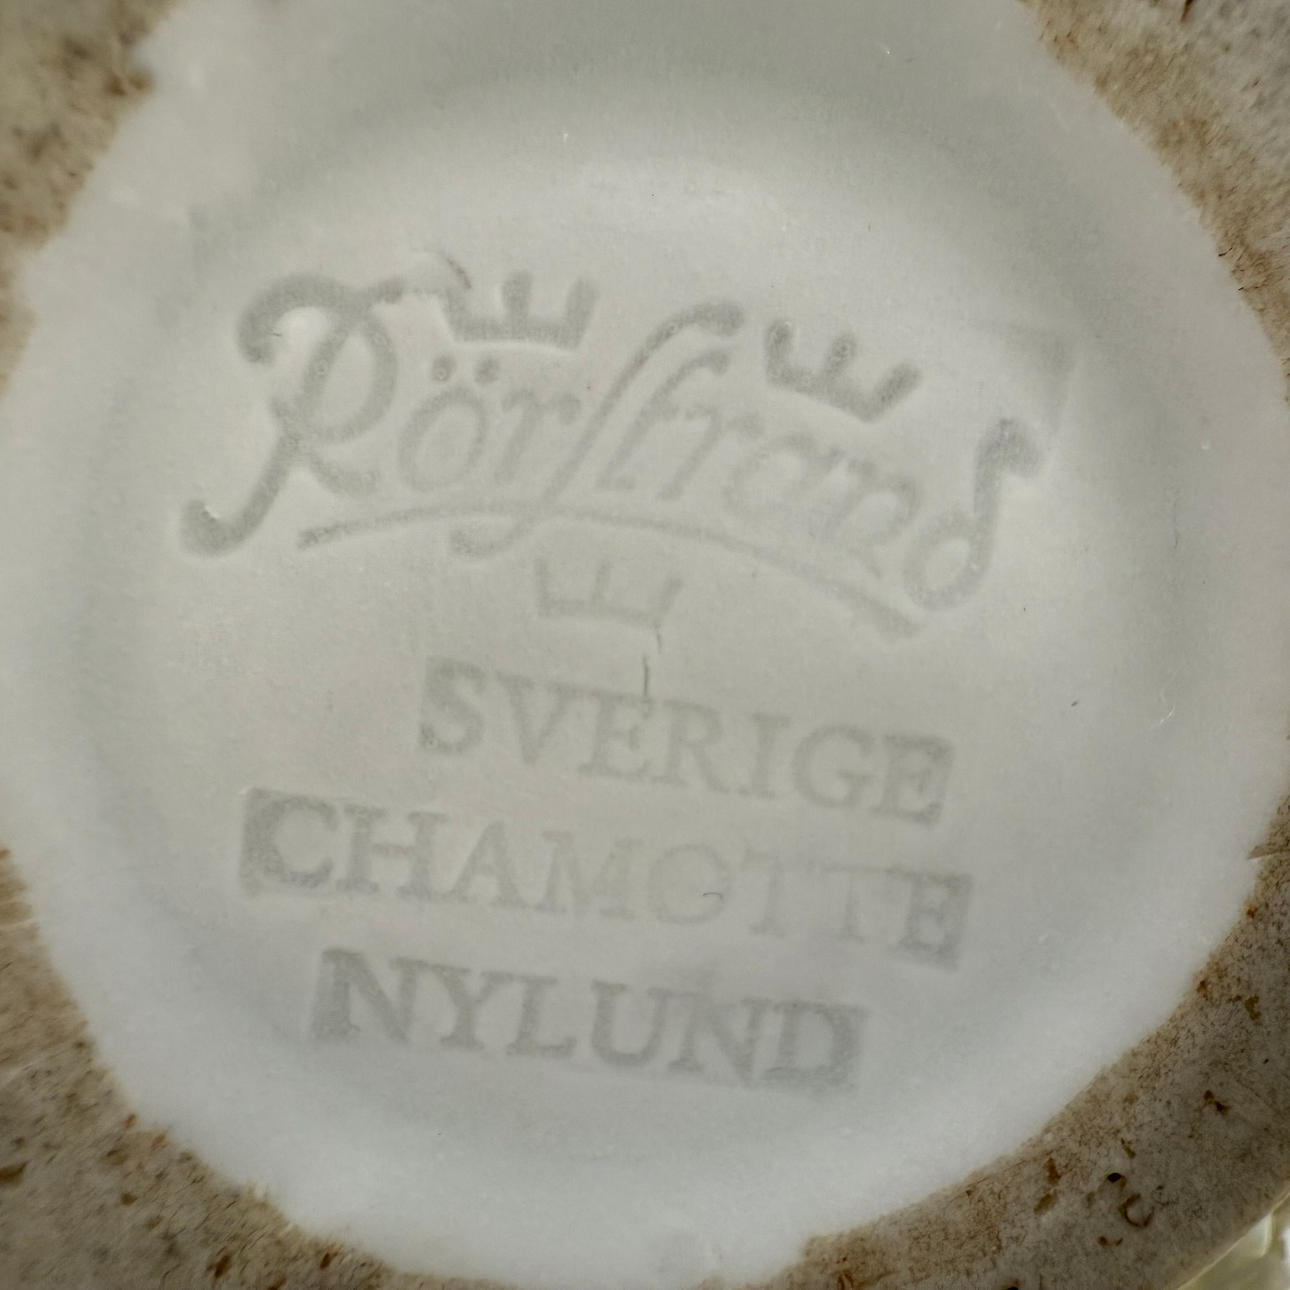 Rörstrand
SVERIGE
CHAMOTTE
NYLUND